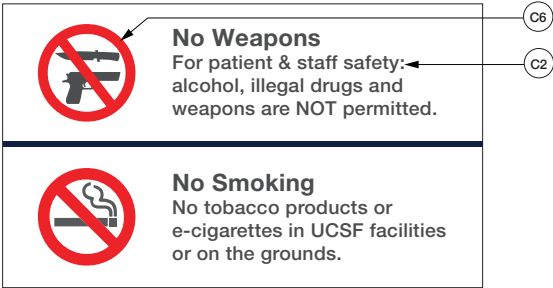 C6
No Weapons
For patient & staff safety:
C2
alcohol, illegal drugs and
weapons are NOT permitted.
No Smoking
No tobacco products or
e-cigarettes in UCSF facilities
or on the grounds.